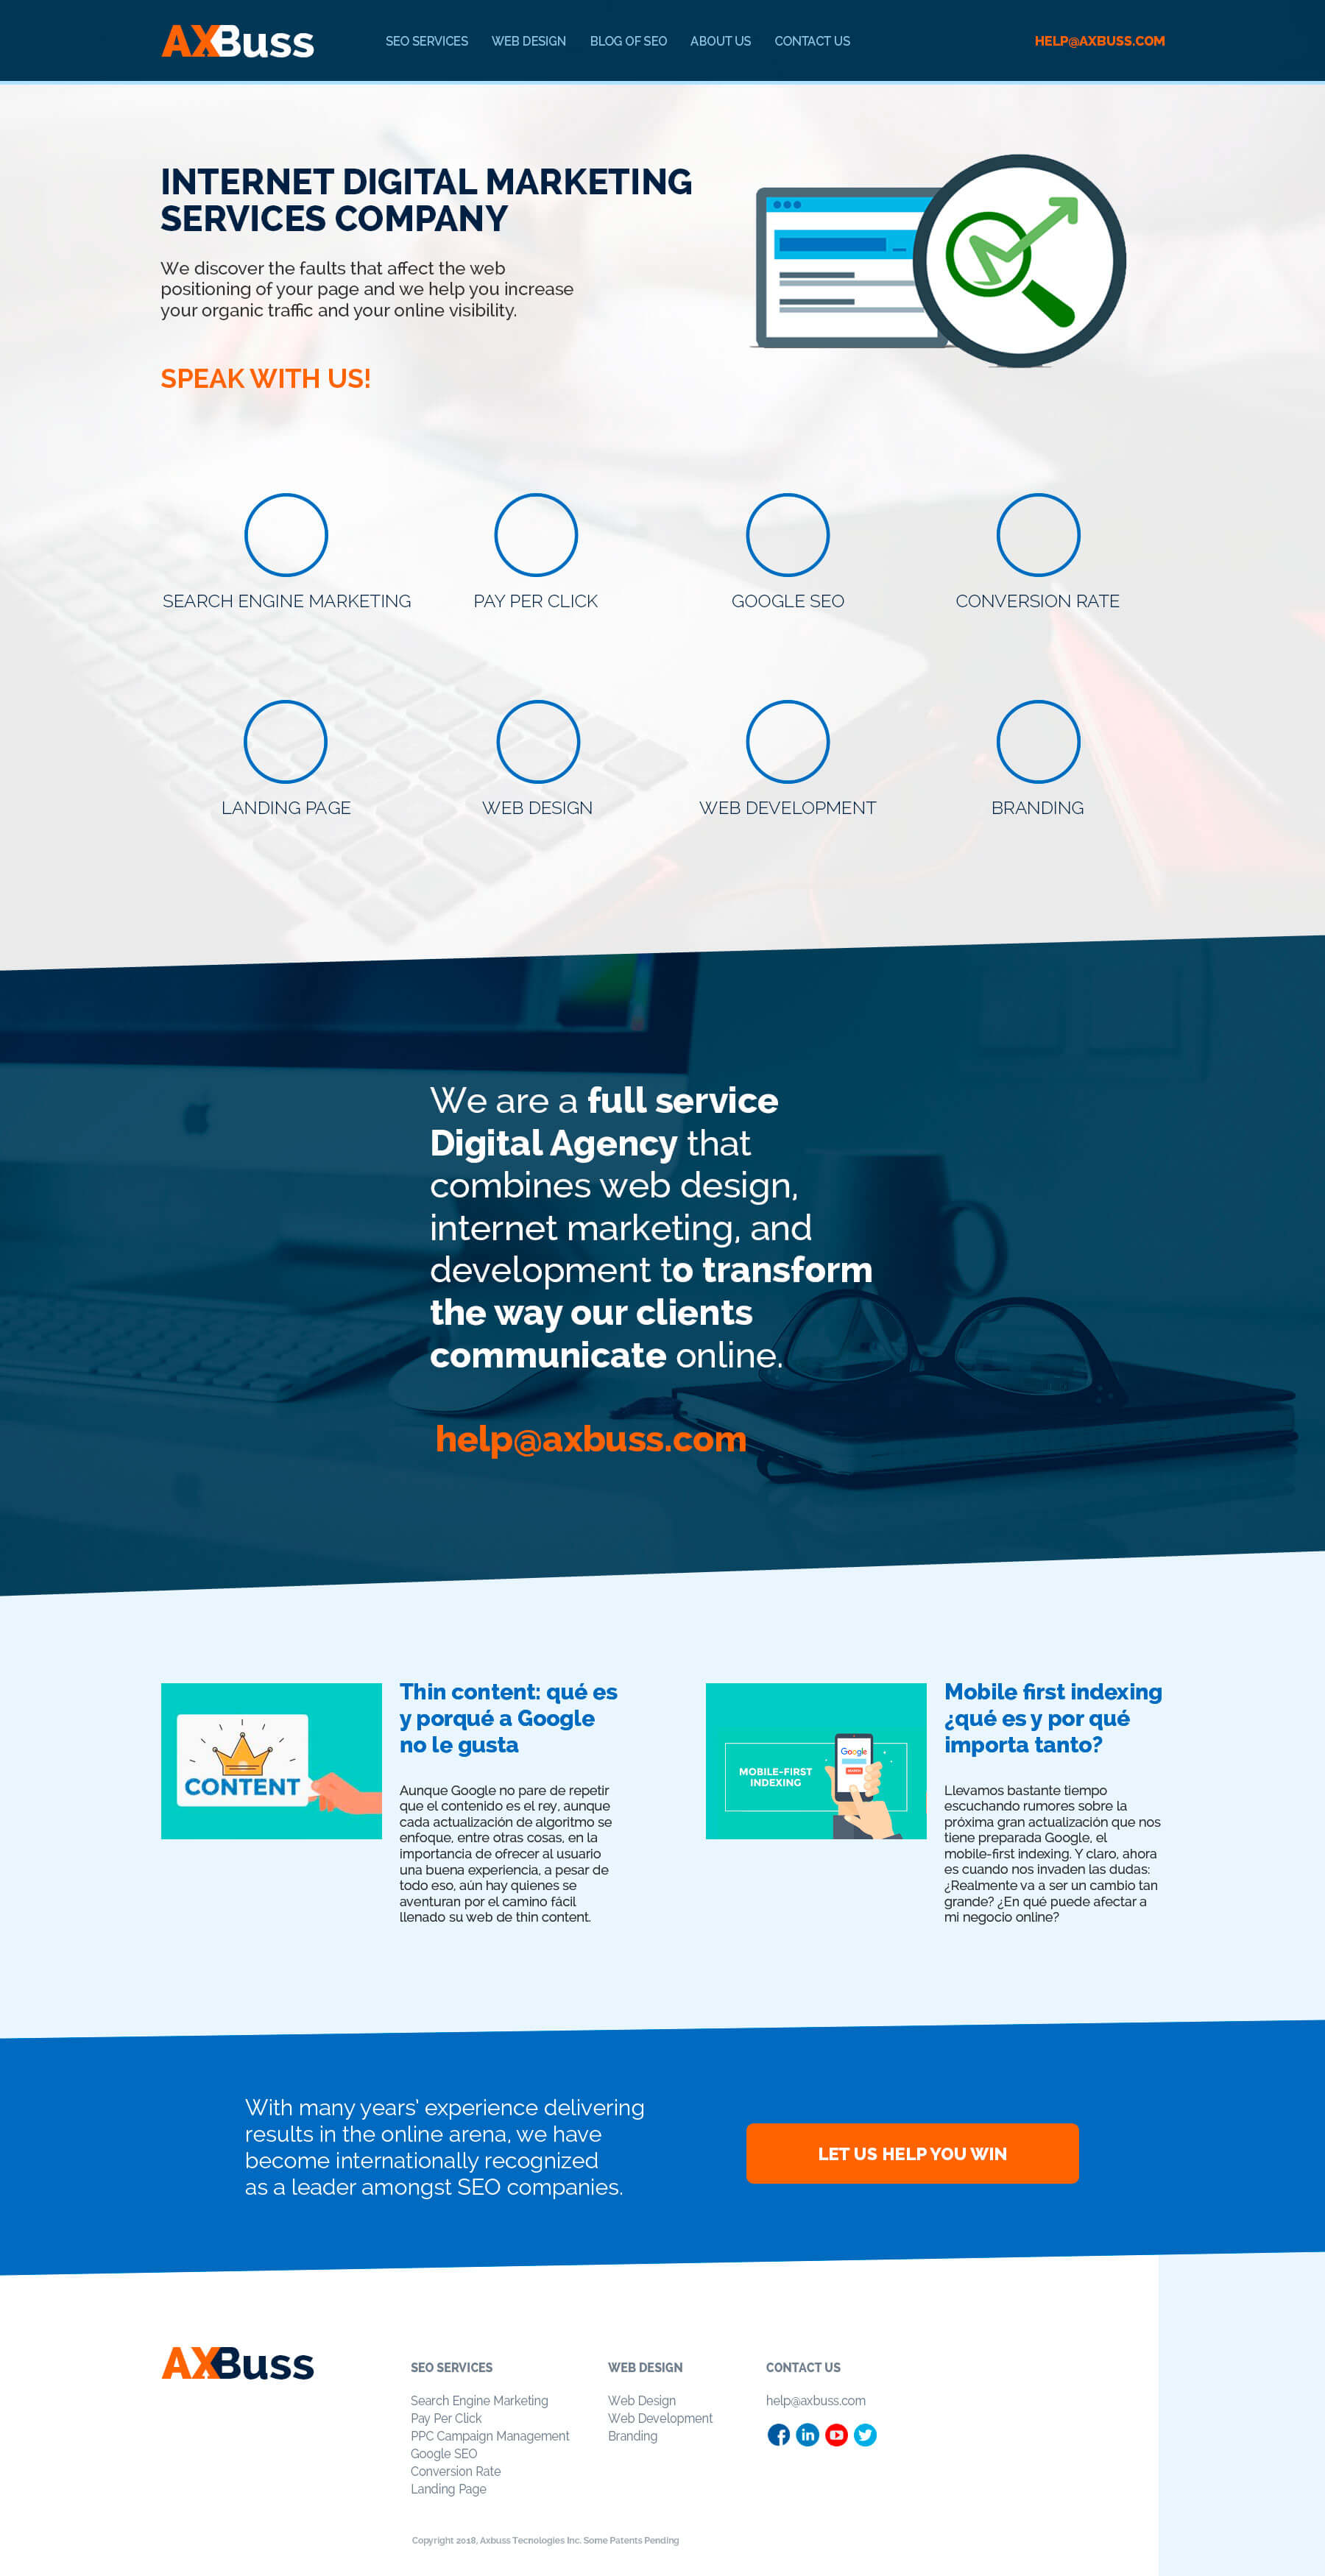 AXBuss
SEO SERVICES WEB DESIGN BLOG OF SEO ABOUT US CONTACT US
HELP@AXBUSS.COM
INTERNET DIGITAL MARKETING
SERVICES COMPANY
We discover the faults that affect the web
positioning of your page and we help you increase
your organic traffic and your online visibility.
SPEAK WITH US!
SEARCH ENGINE MARKETING
PAY PER CLICK
GOOGLE SEO
CONVERSION RATE
LANDING PAGE
WEB DESIGN
WEB DEVELOPMENT
BRANDING
We are a full service
Digital Agency that
combines web design,
internet marketing, and
development to transform
the way our clients
communicate online.
help@axbuss.com
CONTENT
Thin content: qué es
y porqué a Google
no le gusta
Aunque Google no pare de repetir
que el contenido es el rey, aunque
cada actualización de algoritmo se
enfoque, entre otras cosas, en la
importancia de ofrecer al usuario
una buena experiencia, a pesar de
todo eso, aún hay quienes se
aventuran por el camino fácil
llenado su web de thin content.
MOBILE-FIRST
INDEXING
Google
Mobile first indexing
¿qué es y por qué
importa tanto?
Llevamos bastante tiempo
escuchando rumores sobre la
próxima gran actualización que nos
tiene preparada Google, el
mobile-first indexing. Y claro, ahora
es cuando nos invaden las dudas:
¿Realmente va a ser un cambio tan
grande? ¿En qué puede afectar a
mi negocio online?
With many years' experience delivering
results in the online arena, we have
become internationally recognized
as a leader amongst SEO companies.
LET US HELP YOU WIN
AXBuss
SEO SERVICES
Search Engine Marketing
Pay Per Click
PPC Campaign Management
Google SEO
Conversion Rate
Landing Page
WEB DESIGN
Web Design
Web Development
Branding
CONTACT US
help@axbuss.com
Copyright 2018, Axbuss Tecnologies Inc. Some Patents Pending